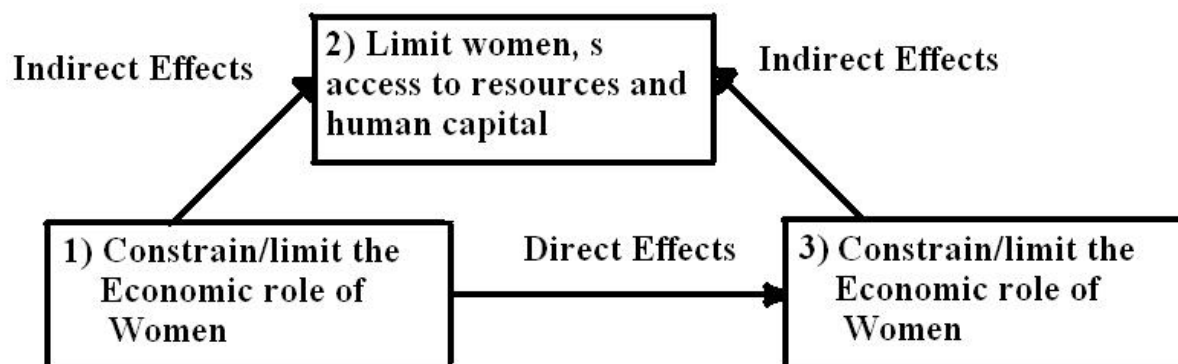 Indirect Effects
2) Limit women, s
access to resources and
human capital
Indirect Effects
1) Constrain/limit the
Economic role of
Women
Direct Effects
3) Constrain/limit the
Economic role of
Women